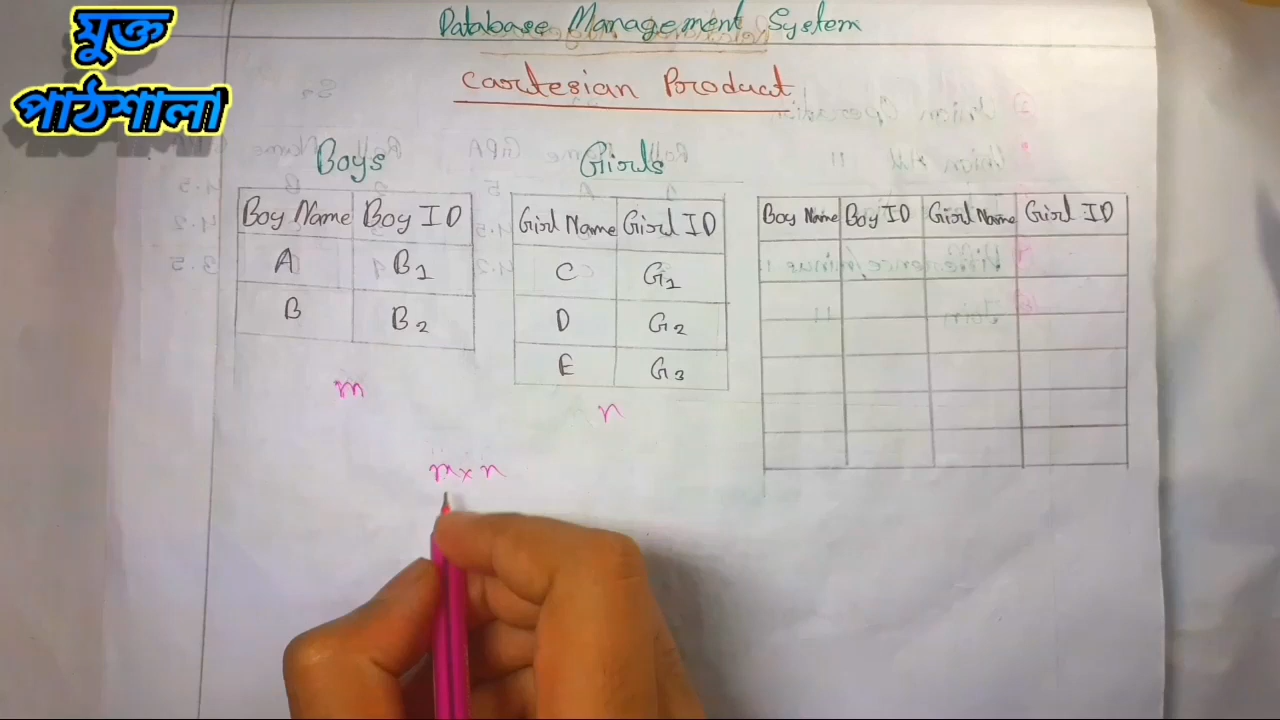 মুক্ত
পাঠশালা
Database Management System
Cartesian Product
Boys
Boy Name Boy ID
A B1
B B2
m
Girls
Girl Name Girl ID
C G1
D G2
E G3
n
Boy Name Boy ID Girl Name Girl ID
m×n